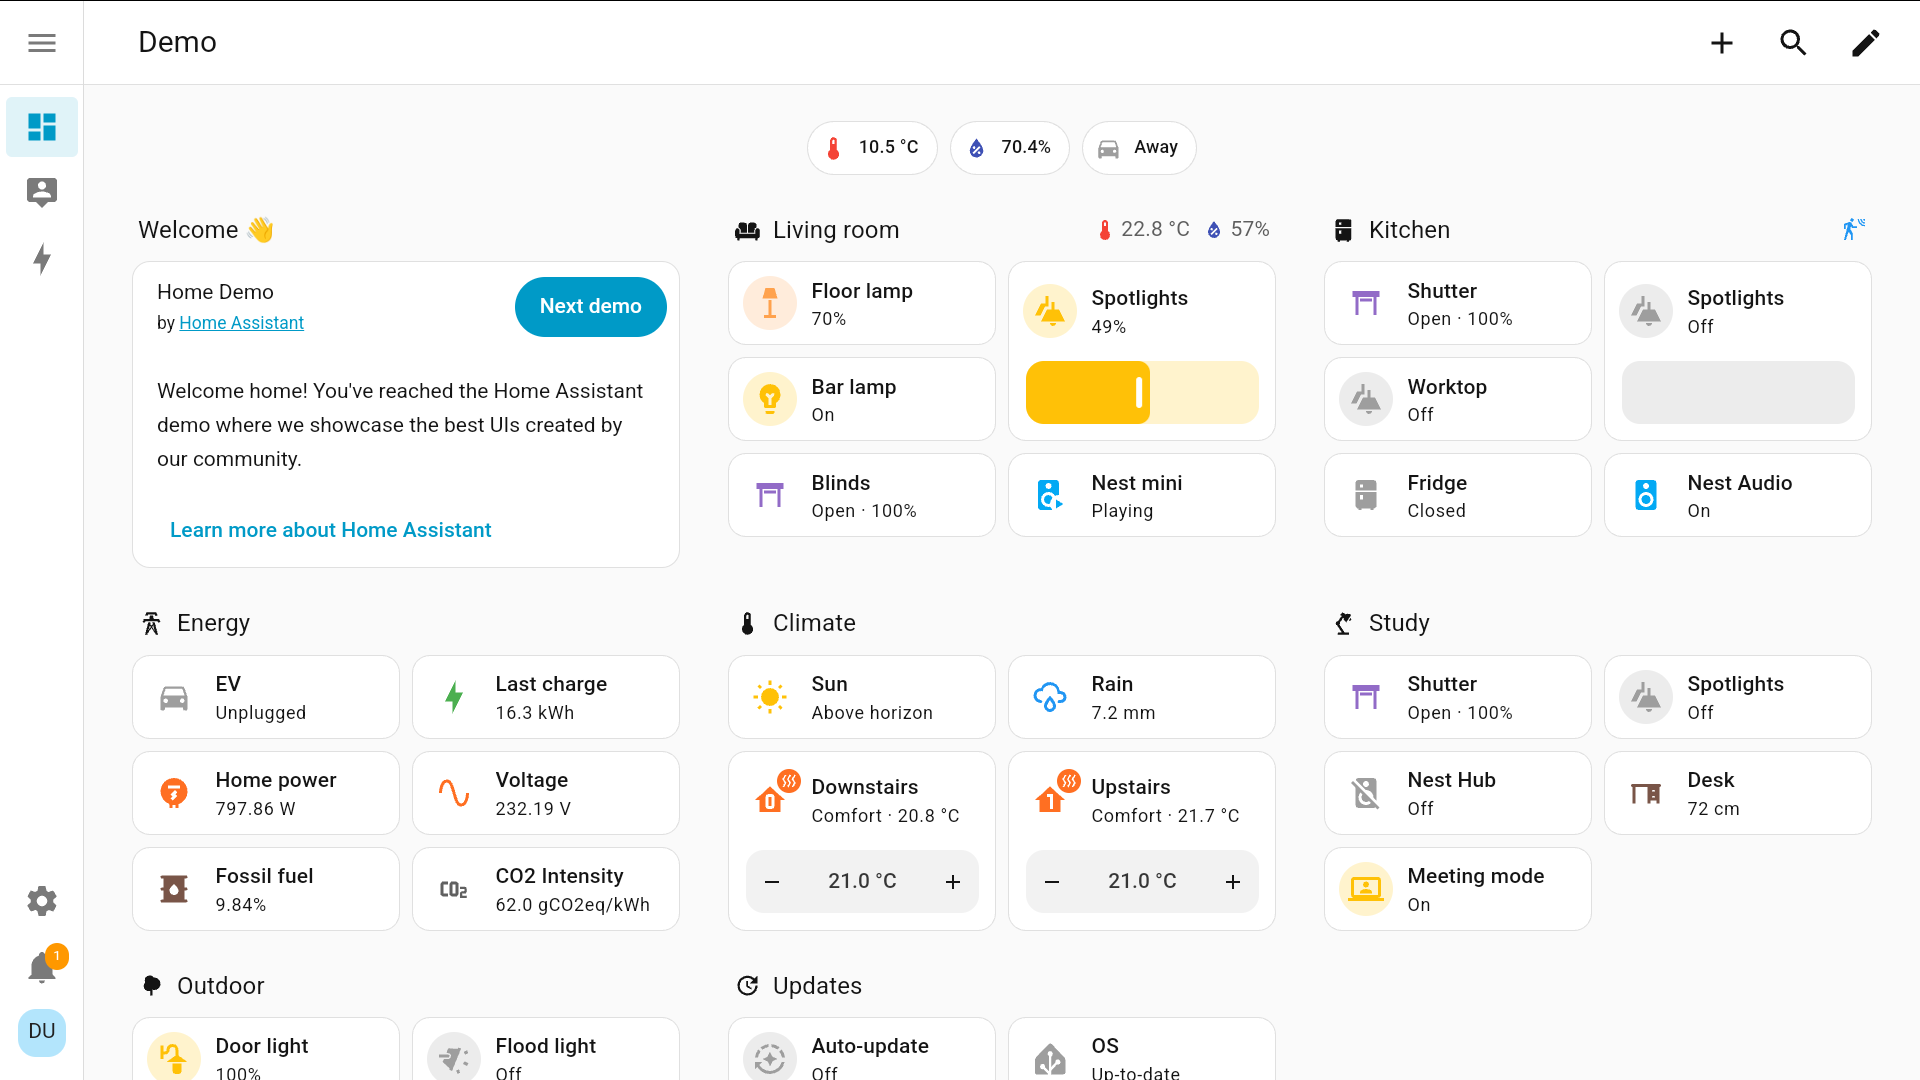 Demo
10.5 °C
70.4%
Away
Welcome 👋
Home Demo
by Home Assistant
Next demo
Welcome home! You've reached the Home Assistant
demo where we showcase the best UIs created by
our community.
Learn more about Home Assistant
Living room
22.8 °C
57%
Floor lamp
70%
Spotlights
49%
Bar lamp
On
Blinds
Open · 100%
Nest mini
Playing
Kitchen
Shutter
Open · 100%
Spotlights
Off
Worktop
Off
Fridge
Closed
Nest Audio
On
Energy
EV
Unplugged
Last charge
16.3 kWh
Home power
797.86 W
Voltage
232.19 V
Fossil fuel
9.84%
CO2
CO2 Intensity
62.0 gCO2eq/kWh
Climate
Sun
Above horizon
Rain
7.2 mm
0
Downstairs
Comfort · 20.8 °C
− 21.0 °C +
1
Upstairs
Comfort · 21.7 °C
− 21.0 °C +
Study
Shutter
Open · 100%
Spotlights
Off
Nest Hub
Off
Desk
72 cm
Meeting mode
On
Outdoor
Door light
100%
Flood light
Off
Updates
Auto-update
Off
OS
Up-to-date
1
DU